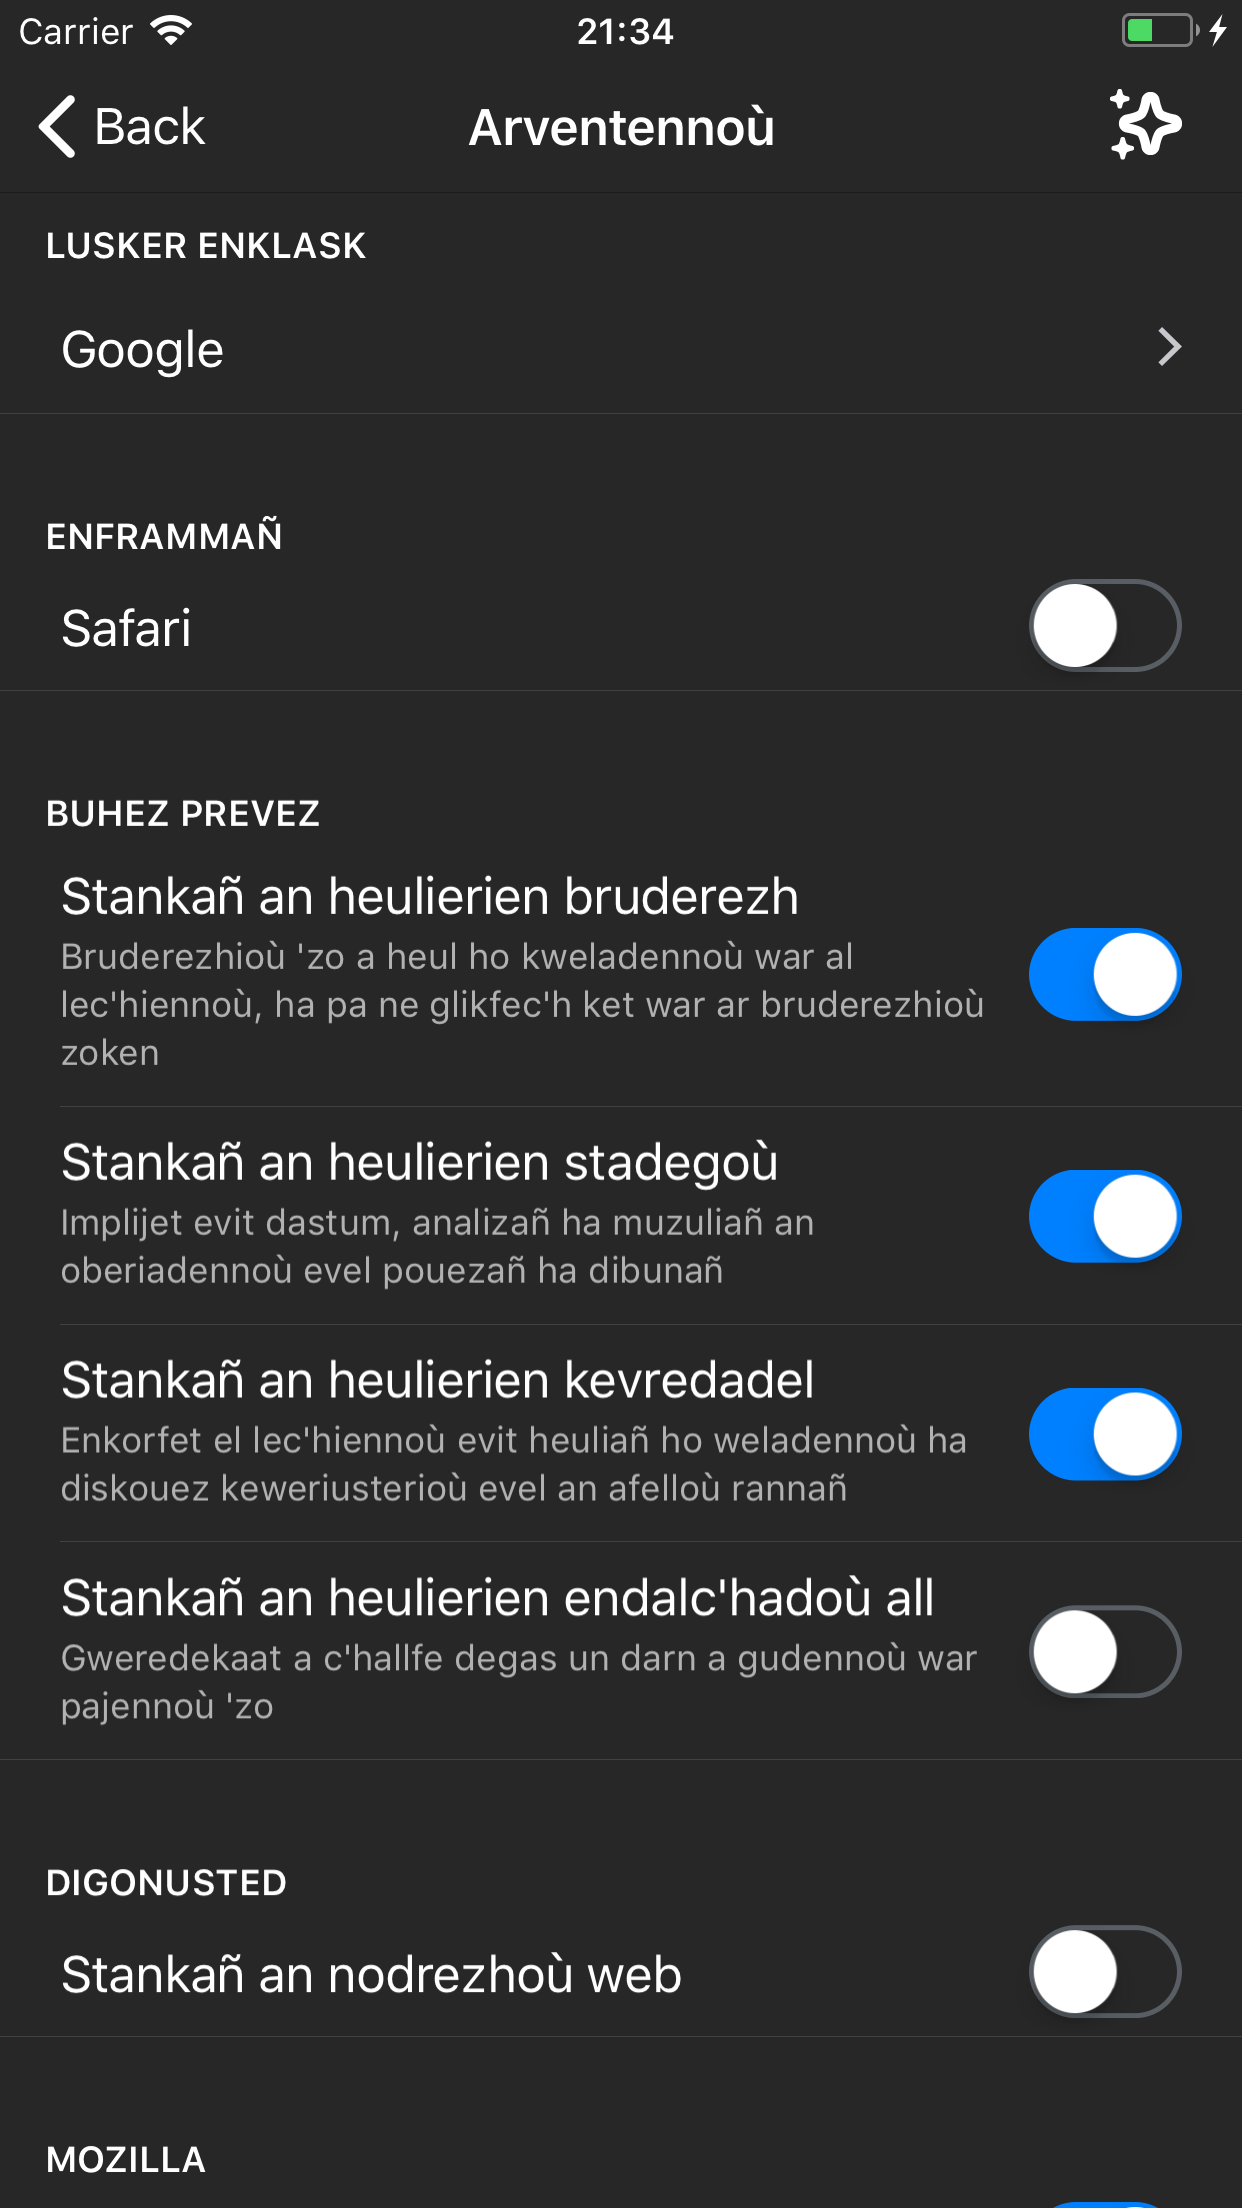 Carrier
21:34
Back
Arventennoù
LUSKER ENKLASK
Google
ENFRAMMAÑ
Safari
BUHEZ PREVEZ
Stankañ an heulierien bruderezh
Bruderezhioù 'zo a heul ho kweladennoù war al
lec'hiennoù, ha pa ne glikfec'h ket war ar bruderezhioù
zoken
Stankañ an heulierien stadegoù
Implijet evit dastum, analizañ ha muzuliañ an
oberiadennoù evel pouezañ ha dibunañ
Stankañ an heulierien kevredadel
Enkorfet el lec'hiennoù evit heuliañ ho weladennoù ha
diskouez keweriusterioù evel an afelloù rannañ
Stankañ an heulierien endalc'hadoù all
Gweredekaat a c'hallfe degas un darn a gudennoù war
pajennoù 'zo
DIGONUSTED
Stankañ an nodrezhoù web
MOZILLA